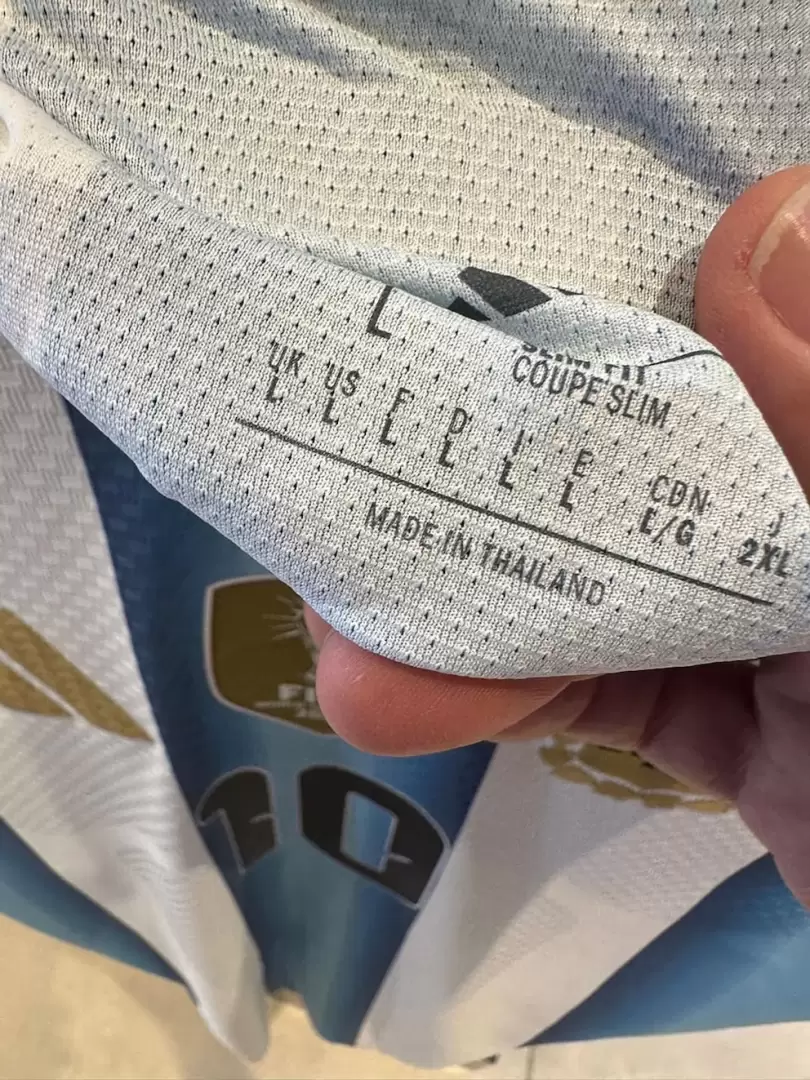 L
SLIM FIT
COUPE SLIM
UK US F D I E CDN J
L L L L L L L/G 2XL
MADE IN THAILAND
10